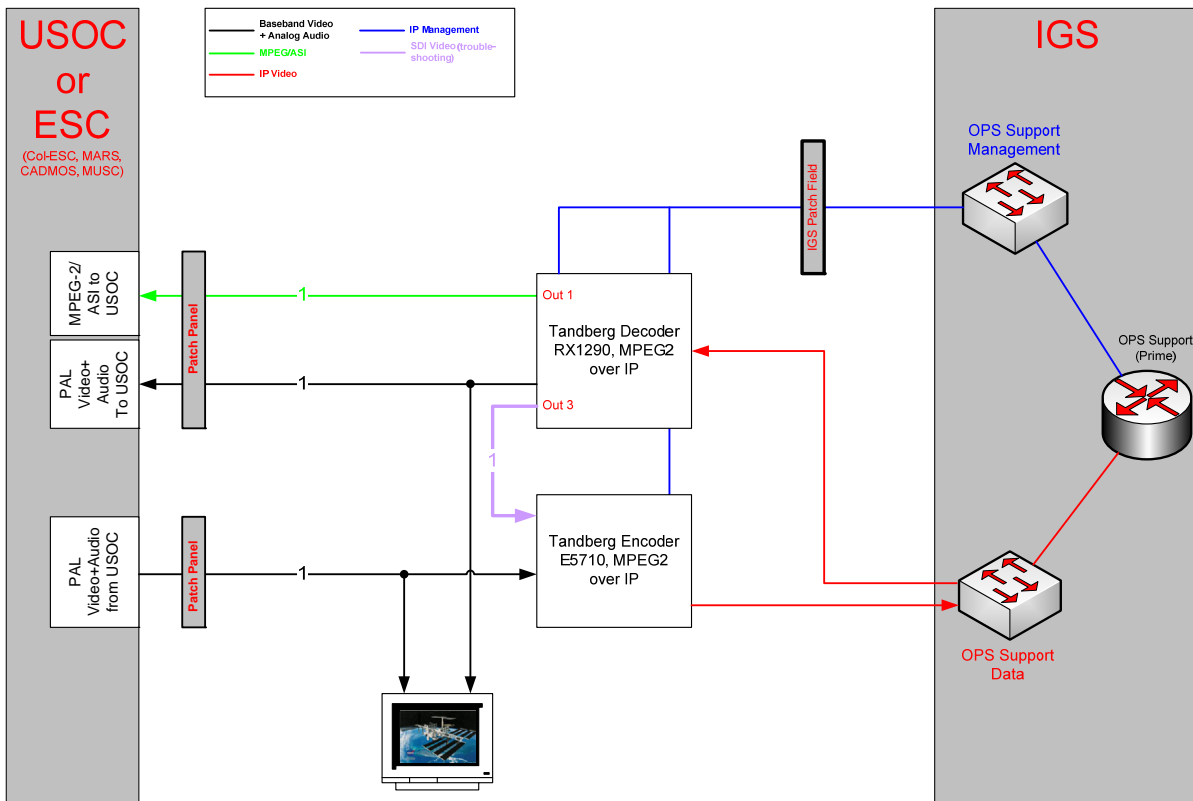 USOC
or
ESC
(Col-ESC, MARS,
CADMOS, MUSC)
Baseband Video
+ Analog Audio
MPEG/ASI
IP Video
IP Management
SDI Video (trouble-
shooting)
IGS
OPS Support
Management
IGS Patch Field
OPS Support
(Prime)
MPEG-2/
ASI to
USOC
Patch Panel
1
Out 1
Tandberg Decoder
RX1290, MPEG2
over IP
PAL
Video+
Audio
To USOC
1
Out 3
1
Tandberg Encoder
E5710, MPEG2
over IP
PAL
Video+Audio
from USOC
Patch Panel
1
OPS Support
Data